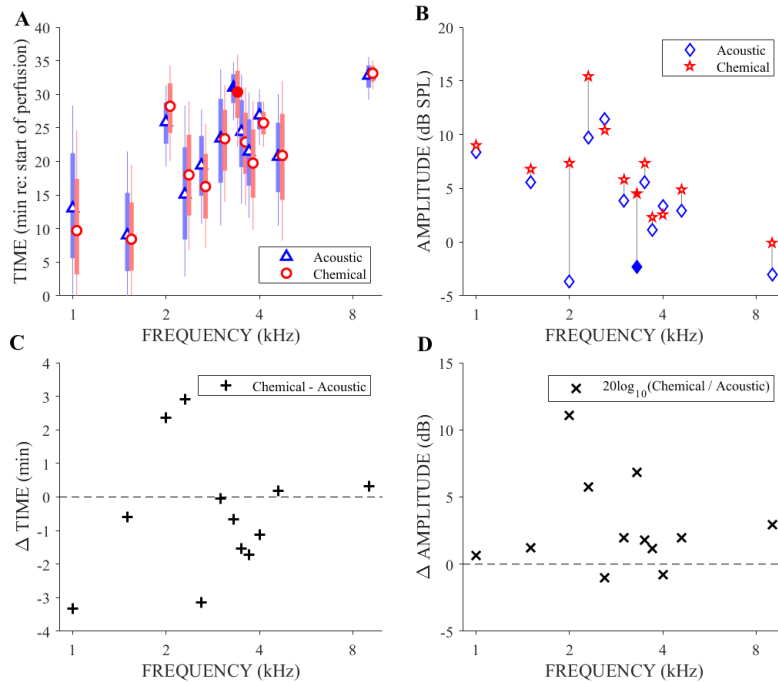 A
B
TIME (min re: start of perfusion)
40
35
30
25
20
15
10
5
0
Acoustic
Chemical
1
2
4
8
FREQUENCY (kHz)
AMPLITUDE (dB SPL)
20
15
10
5
0
-5
Acoustic
Chemical
1
2
4
8
FREQUENCY (kHz)
C
D
Δ TIME (min)
4
3
2
1
0
-1
-2
-3
-4
Chemical - Acoustic
1
2
4
8
FREQUENCY (kHz)
Δ AMPLITUDE (dB)
15
10
5
0
-5
20log10(Chemical / Acoustic)
1
2
4
8
FREQUENCY (kHz)